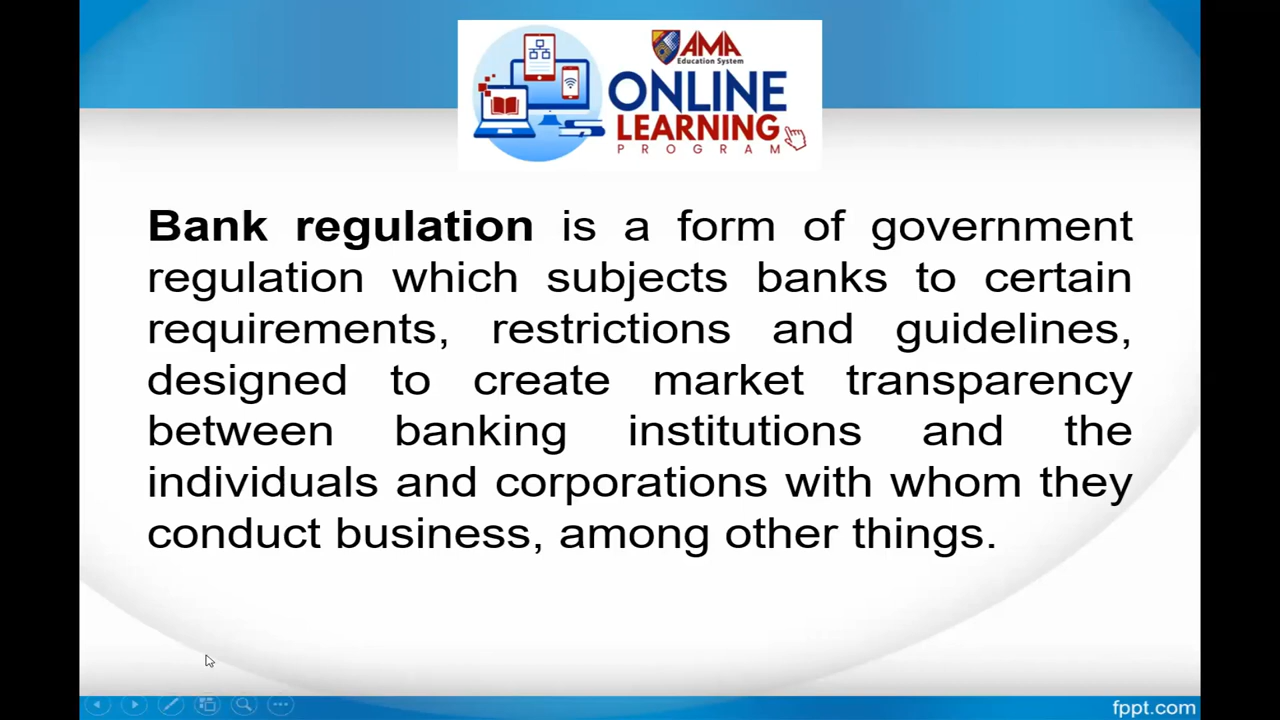 AMA
Education System
ONLINE
LEARNING
PROGRAM
Bank regulation is a form of government
regulation which subjects banks to certain
requirements, restrictions and guidelines,
designed to create market transparency
between banking institutions and the
individuals and corporations with whom they
conduct business, among other things.
fppt.com